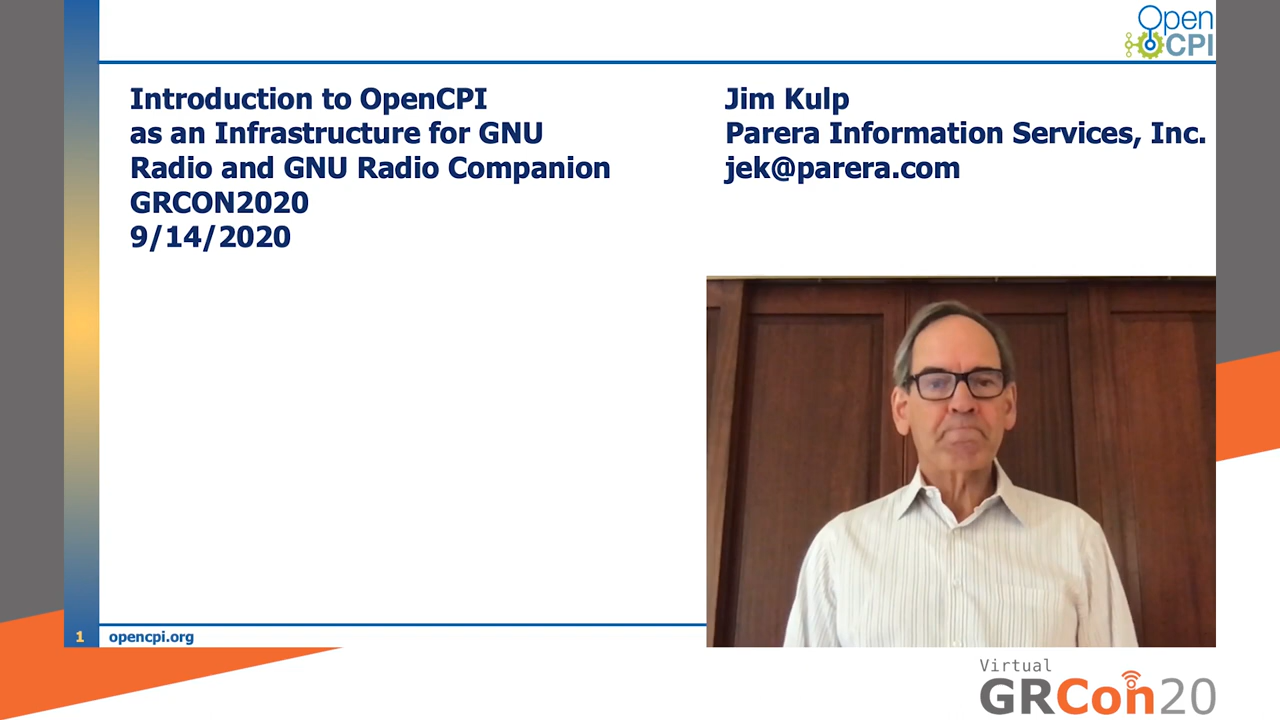 Open
CPI
Introduction to OpenCPI
as an Infrastructure for GNU
Radio and GNU Radio Companion
GRCON2020
9/14/2020
Jim Kulp
Parera Information Services, Inc.
jek@parera.com
1 opencpi.org
Virtual
GRCon20